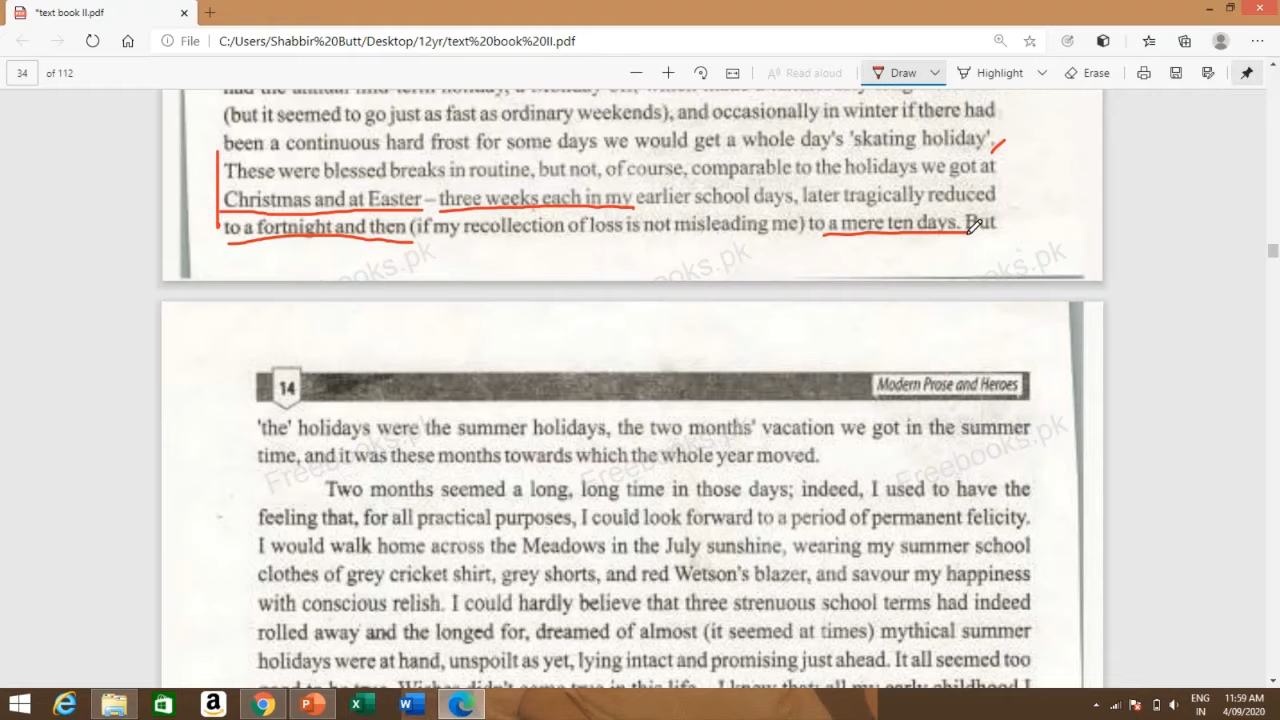 *text book II.pdf
File C:/Users/Shabbir%20Butt/Desktop/12yr/text%20book%20II.pdf
34 of 112 Read aloud Draw Highlight Erase
(but it seemed to go just as fast as ordinary weekends), and occasionally in winter if there had
been a continuous hard frost for some days we would get a whole day's 'skating holiday'.
These were blessed breaks in routine, but not, of course, comparable to the holidays we got at
Christmas and at Easter – three weeks each in my earlier school days, later tragically reduced
to a fortnight and then (if my recollection of loss is not misleading me) to a mere ten days. But
Freebooks.pk
14
Modern Prose and Heroes
'the' holidays were the summer holidays, the two months' vacation we got in the summer
time, and it was these months towards which the whole year moved.
Freebooks.pk Freebooks.pk Freebooks.pk
Two months seemed a long, long time in those days; indeed, I used to have the
feeling that, for all practical purposes, I could look forward to a period of permanent felicity.
I would walk home across the Meadows in the July sunshine, wearing my summer school
clothes of grey cricket shirt, grey shorts, and red Wetson's blazer, and savour my happiness
with conscious relish. I could hardly believe that three strenuous school terms had indeed
rolled away and the longed for, dreamed of almost (it seemed at times) mythical summer
holidays were at hand, unspoilt as yet, lying intact and promising just ahead. It all seemed too
ENG 11:59 AM
IN 4/09/2020